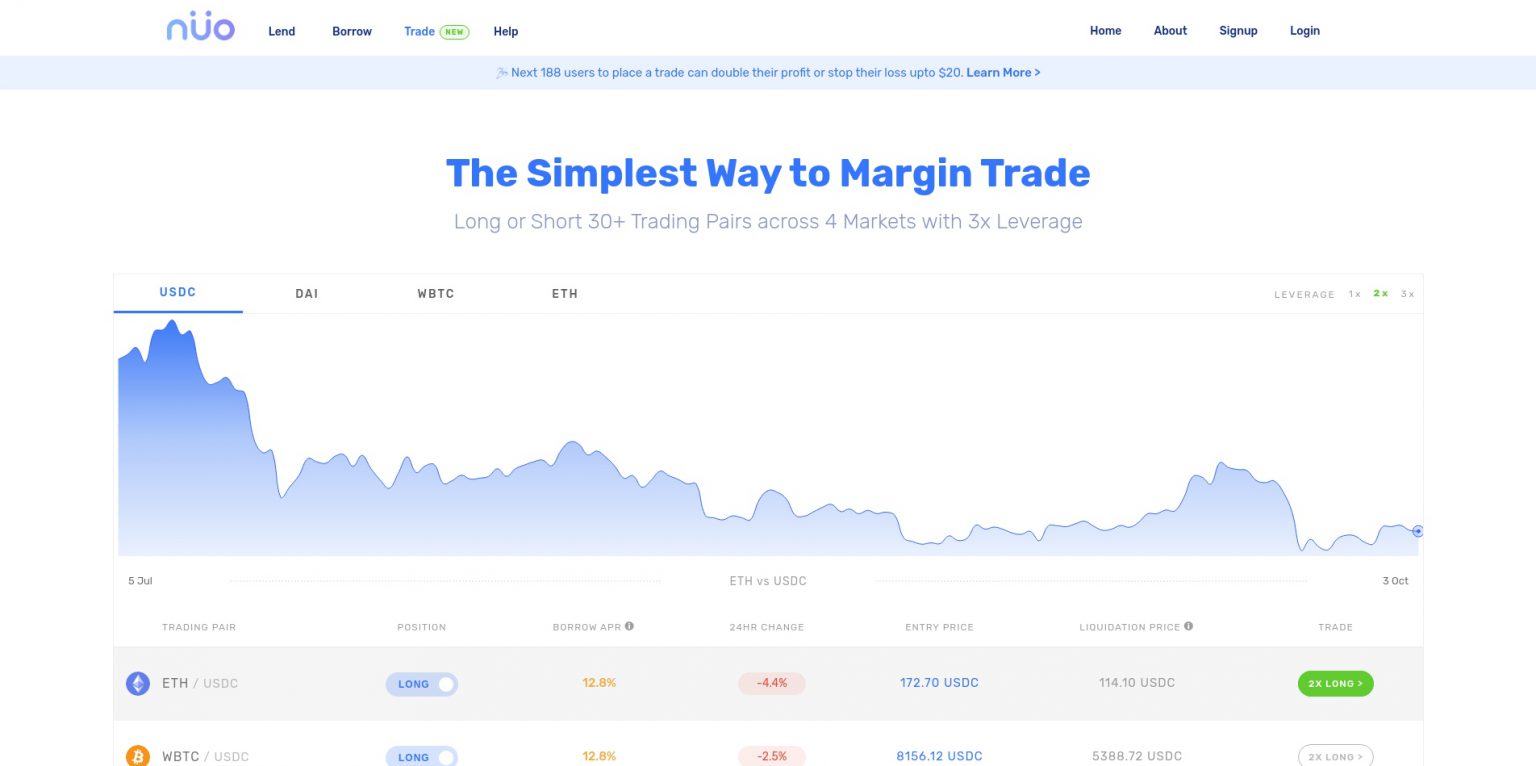 nüo Lend Borrow Trade NEW Help Home About Signup Login
Next 188 users to place a trade can double their profit or stop their loss upto $20. Learn More >
The Simplest Way to Margin Trade
Long or Short 30+ Trading Pairs across 4 Markets with 3x Leverage
USDC DAI WBTC ETH LEVERAGE 1x 2x 3x
5 Jul ETH vs USDC 3 Oct
TRADING PAIR POSITION BORROW APR 24HR CHANGE ENTRY PRICE LIQUIDATION PRICE TRADE
ETH / USDC LONG 12.8% -4.4% 172.70 USDC 114.10 USDC 2X LONG >
WBTC / USDC LONG 12.8% -2.5% 8156.12 USDC 5388.72 USDC 2X LONG >